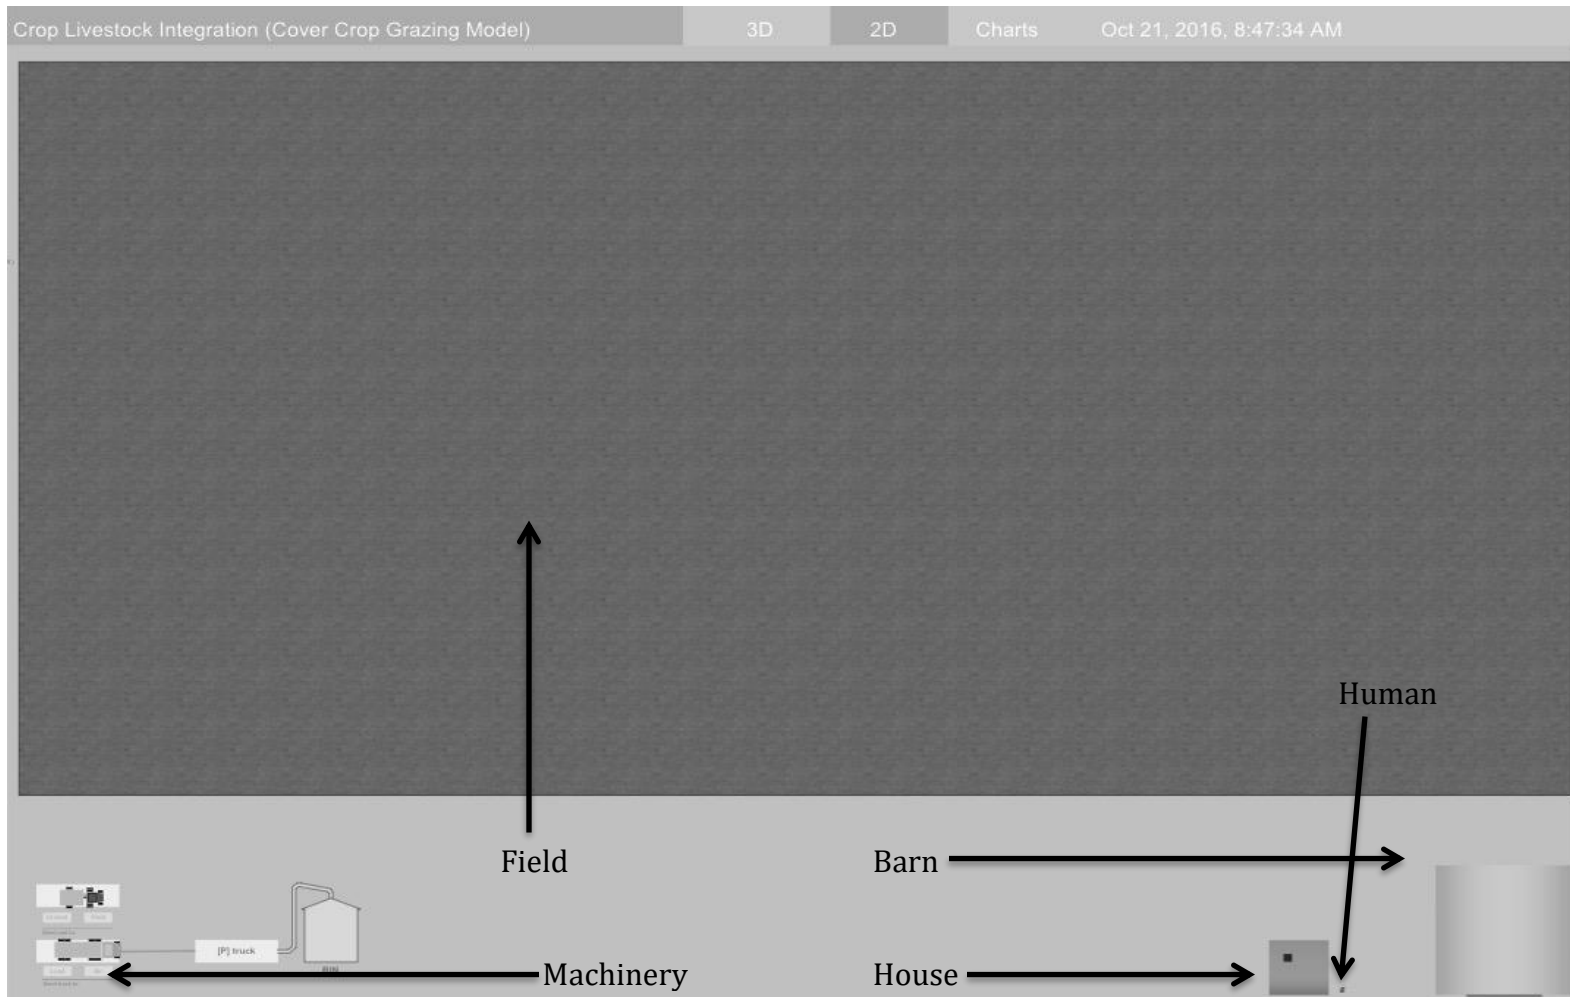 Crop Livestock Integration (Cover Crop Grazing Model) 3D 2D Charts Oct 21, 2016, 8:47:34 AM
Human
Field
Barn
[P] truck
BIN
Machinery
House